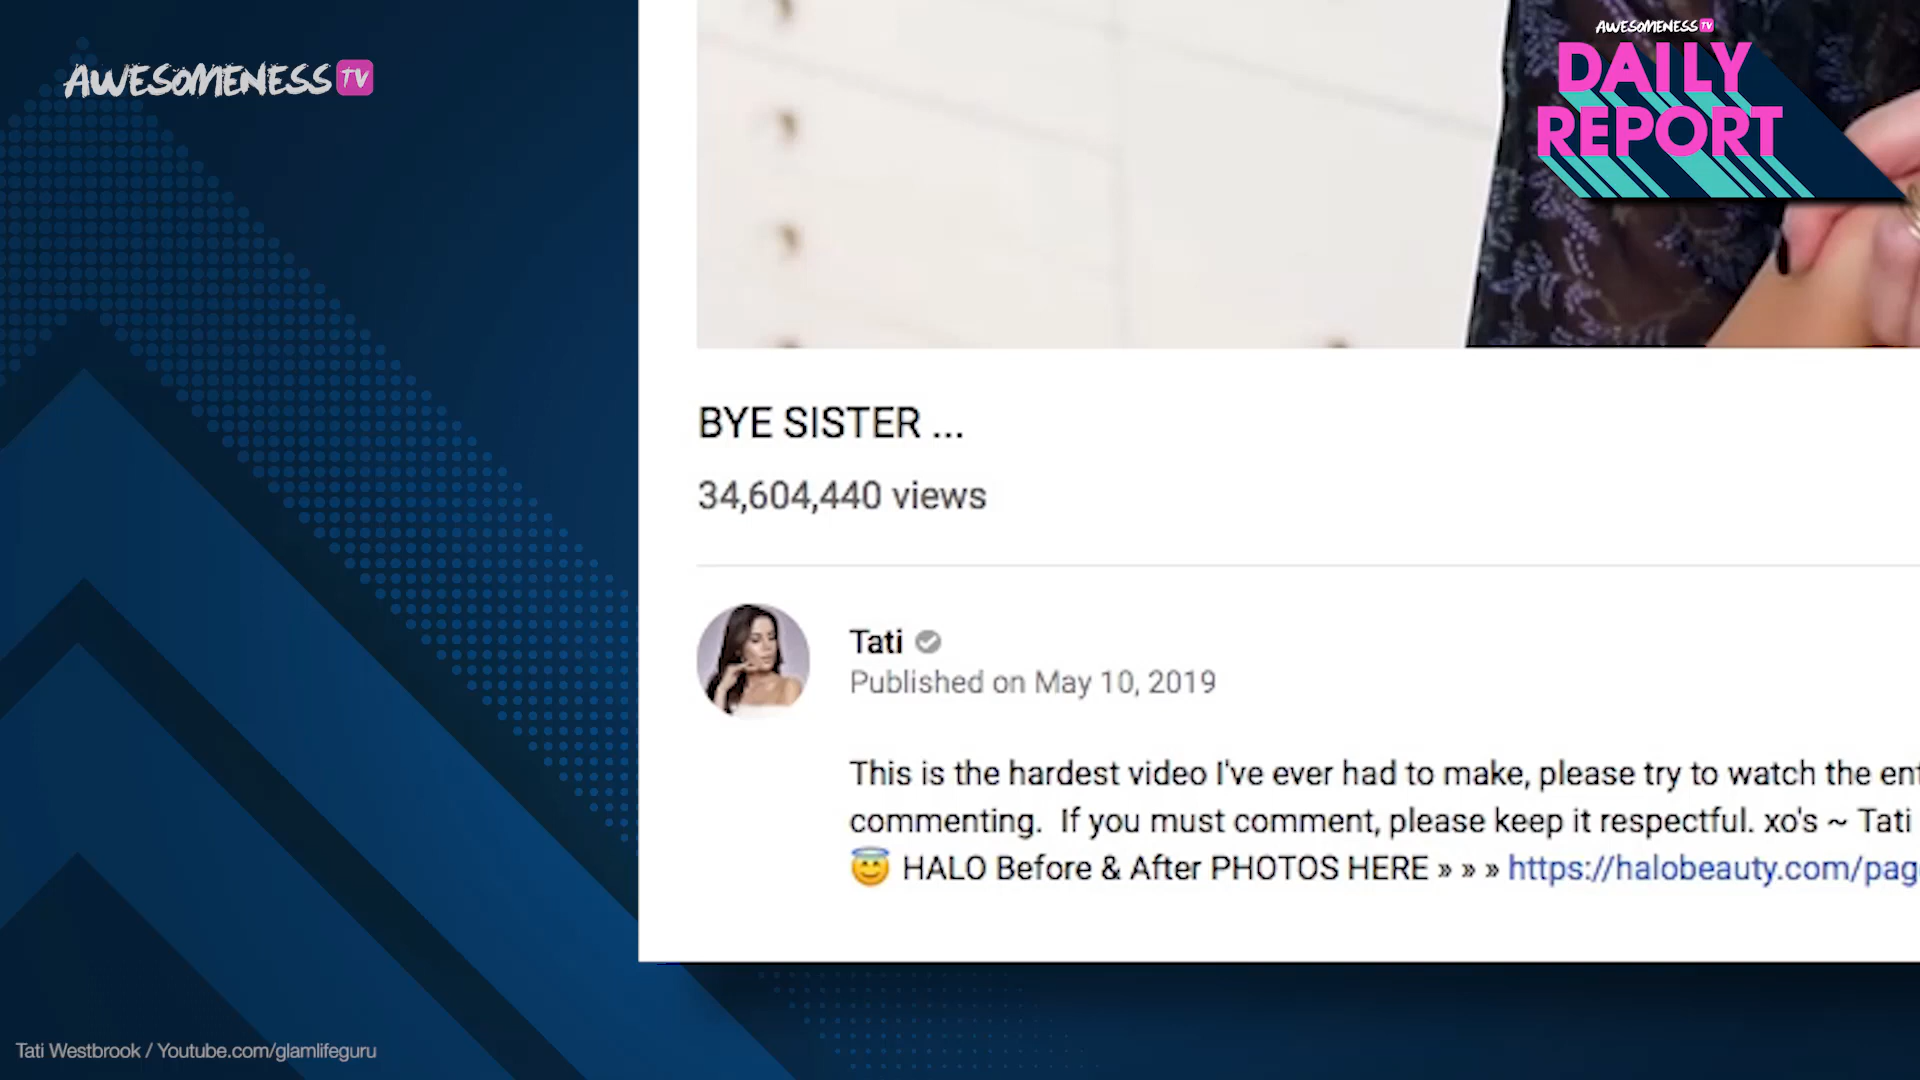 AWESOMENESS TV
AWESOMENESS TV
DAILY
REPORT
BYE SISTER ...
34,604,440 views
Tati
Published on May 10, 2019
This is the hardest video I've ever had to make, please try to watch the
commenting.  If you must comment, please keep it respectful. xo's ~ Tati
😇 HALO Before & After PHOTOS HERE » » » https://halobeauty.com/pag
Tati Westbrook / Youtube.com/glamlifeguru